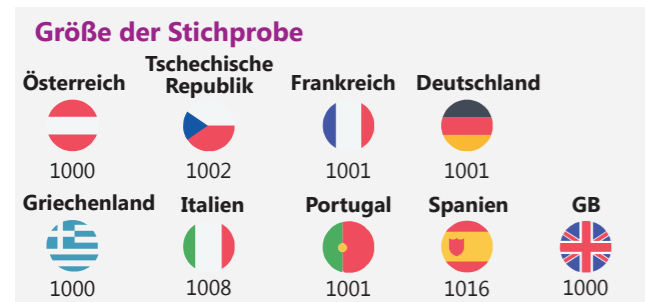 Größe der Stichprobe
Österreich
Tschechische
Republik
Frankreich
Deutschland
1000
1002
1001
1001
Griechenland
Italien
Portugal
Spanien
GB
1000
1008
1001
1016
1000